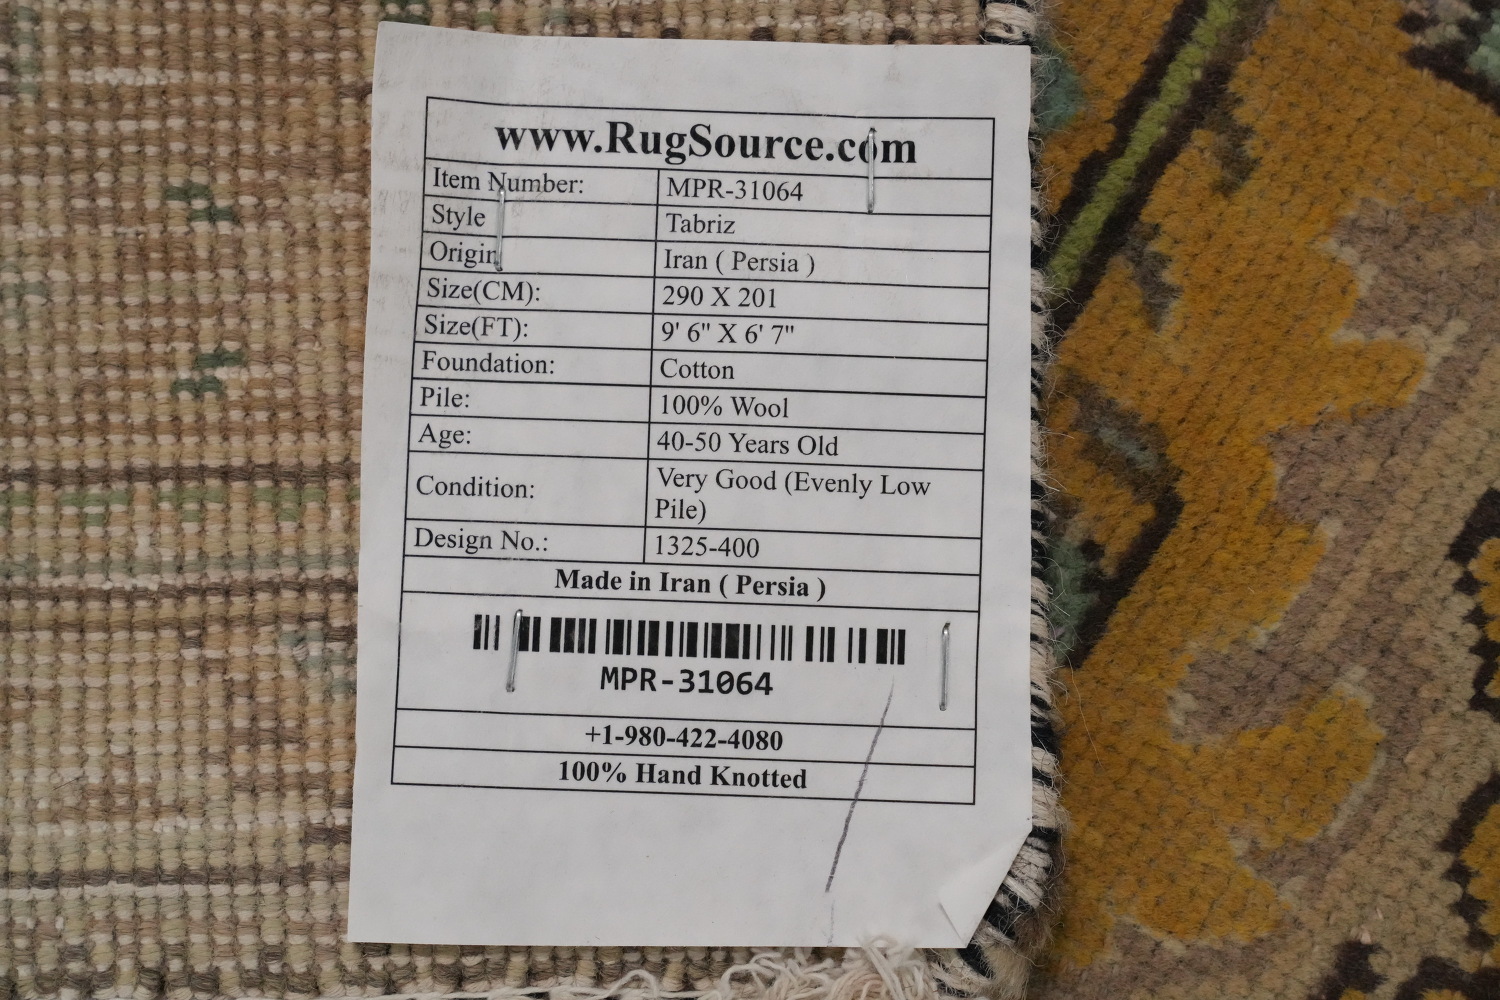 www.RugSource.com
Item Number: MPR-31064
Style Tabriz
Origin Iran ( Persia )
Size(CM): 290 X 201
Size(FT): 9' 6" X 6' 7"
Foundation: Cotton
Pile: 100% Wool
Age: 40-50 Years Old
Condition: Very Good (Evenly Low
Pile)
Design No.: 1325-400
Made in Iran ( Persia )
MPR-31064
+1-980-422-4080
100% Hand Knotted